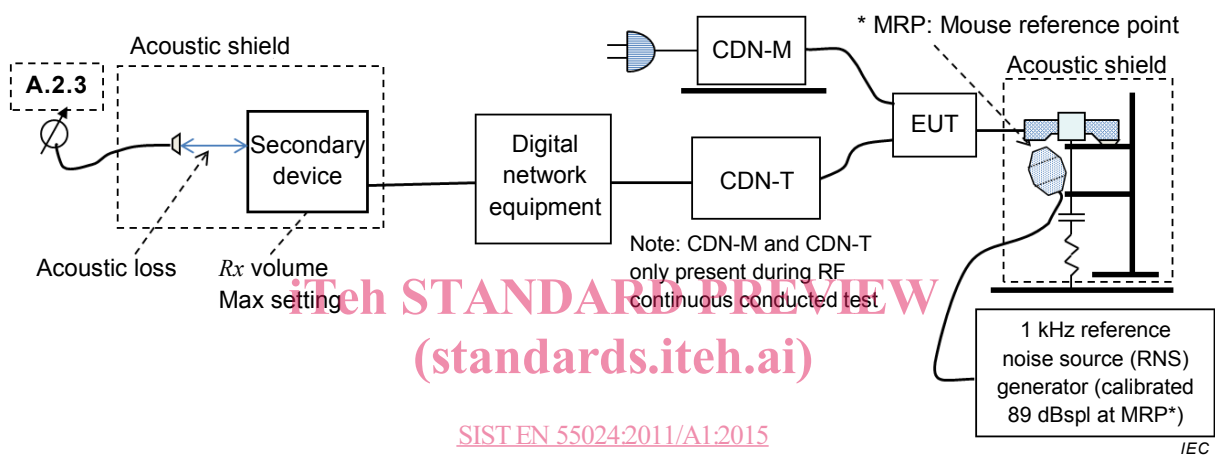 * MRP: Mouse reference point
Acoustic shield
A.2.3
CDN-M
Acoustic shield
EUT
Secondary
device
Digital
network
equipment
CDN-T
Acoustic loss
Rx volume
Max setting
Note: CDN-M and CDN-T
only present during RF
continuous conducted test
iTeh STANDARD PREVIEW
(standards.iteh.ai)
1 kHz reference
noise source (RNS)
generator (calibrated
89 dBspl at MRP*)
SIST EN 55024:2011/A1:2015
IEC